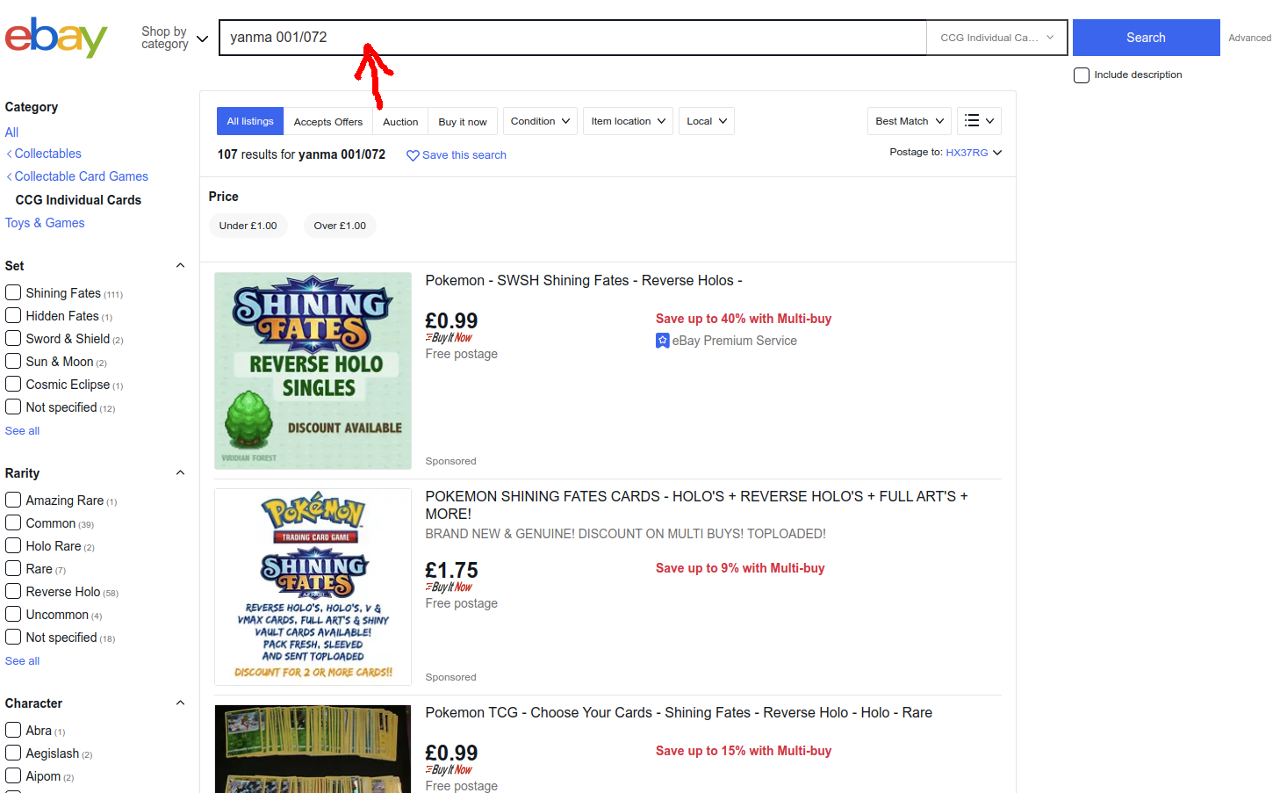 ebay
Shop by category
yanma 001/072
CCG Individual Ca...
Search
Advanced
Include description
Category
All
Collectables
Collectable Card Games
CCG Individual Cards
Toys & Games
Set
Shining Fates (111)
Hidden Fates (1)
Sword & Shield (2)
Sun & Moon (2)
Cosmic Eclipse (1)
Not specified (12)
See all
Rarity
Amazing Rare (1)
Common (39)
Holo Rare (2)
Rare (7)
Reverse Holo (58)
Uncommon (4)
Not specified (18)
See all
Character
Abra (1)
Aegislash (2)
Aipom (2)
All listings
Accepts Offers
Auction
Buy it now
Condition
Item location
Local
Best Match
107 results for yanma 001/072
Save this search
Postage to: HX37RG
Price
Under £1.00
Over £1.00
SHINING
FATES
REVERSE HOLO
SINGLES
DISCOUNT AVAILABLE
VIRIDIAN FOREST
Pokemon - SWSH Shining Fates - Reverse Holos -
£0.99
Buy It Now
Free postage
Save up to 40% with Multi-buy
eBay Premium Service
Sponsored
POKéMON
TRADING CARD GAME
SHINING
FATES
REVERSE HOLO'S, HOLO'S, V &
VMAX CARDS, FULL ART'S & SHINY
VAULT CARDS AVAILABLE!
PACK FRESH, SLEEVED
AND SENT TOPLOADED
DISCOUNT FOR 2 OR MORE CARDS!!
POKEMON SHINING FATES CARDS - HOLO'S + REVERSE HOLO'S + FULL ART'S +
MORE!
BRAND NEW & GENUINE! DISCOUNT ON MULTI BUYS! TOPLOADED!
£1.75
Buy It Now
Free postage
Save up to 9% with Multi-buy
Sponsored
Pokemon TCG - Choose Your Cards - Shining Fates - Reverse Holo - Holo - Rare
£0.99
Buy It Now
Free postage
Save up to 15% with Multi-buy